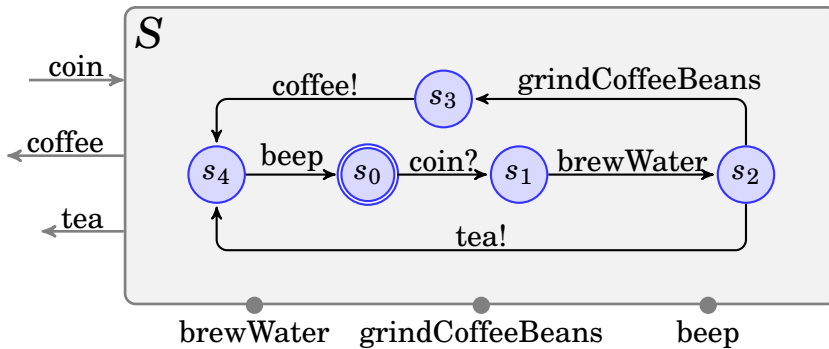 S
coin
coffee! s3 grindCoffeeBeans
coffee
s4 beep s0 coin? s1 brewWater s2
tea
tea!
brewWater grindCoffeeBeans beep